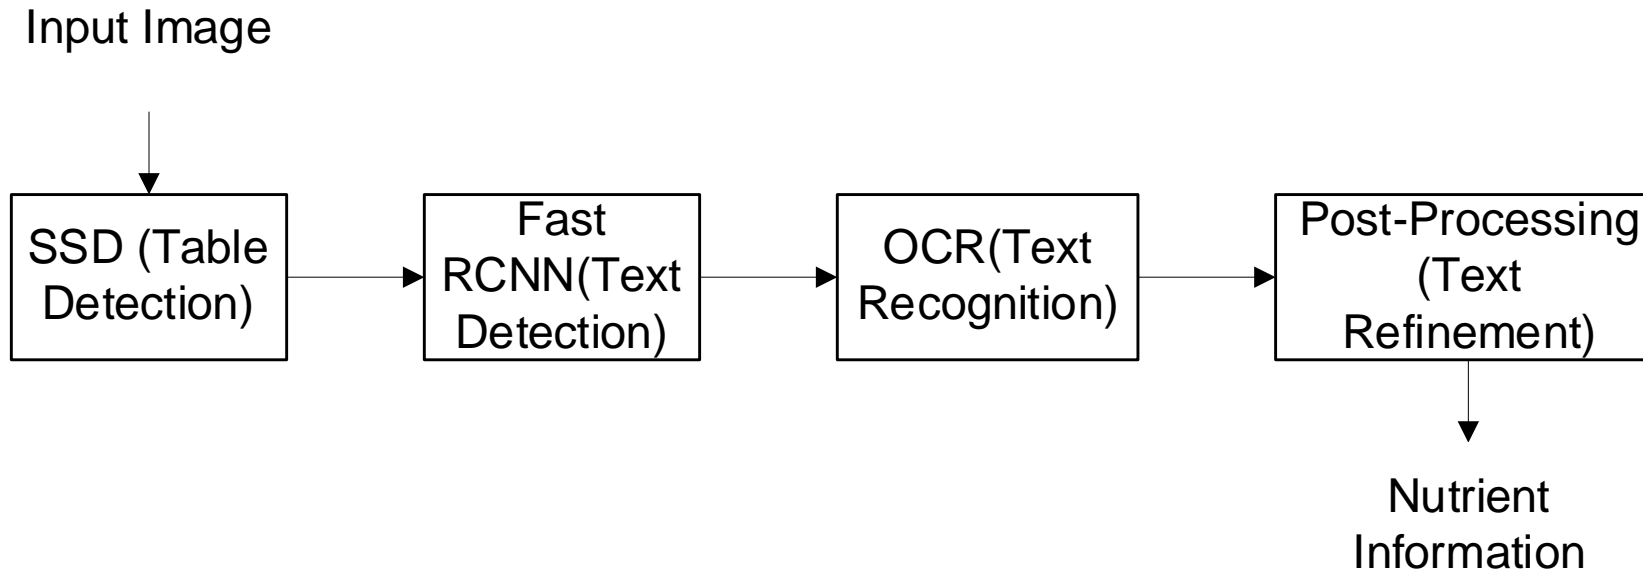 Input Image
SSD (Table
Detection)
Fast
RCNN(Text
Detection)
OCR(Text
Recognition)
Post-Processing
(Text
Refinement)
Nutrient
Information